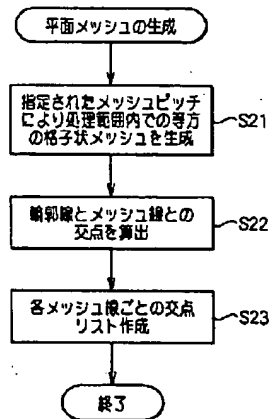 平面メッシュの生成
指定されたメッシュピッチ
により処理範囲内での等方
の格子状メッシュを生成
S21
輪郭線とメッシュ線との
交点を算出
S22
各メッシュ線ごとの交点
リスト作成
S23
終了